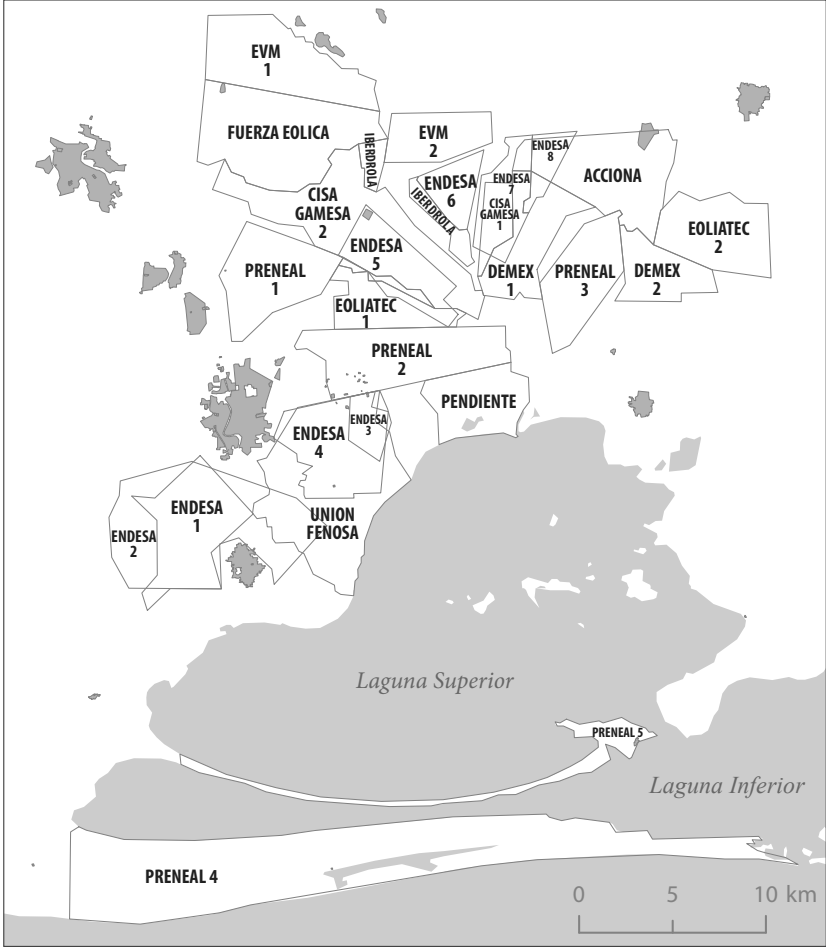 EVM
1
FUERZA EOLICA
IBERDROLA
EVM
2
ENDESA
8
ENDESA
7
ACCIONA
ENDESA
6
IBERDROLA
CISA
GAMESA
1
CISA
GAMESA
2
EOLIATEC
2
ENDESA
5
PRENEAL
1
DEMEX
1
PRENEAL
3
DEMEX
2
EOLIATEC
1
PRENEAL
2
PENDIENTE
ENDESA
3
ENDESA
4
ENDESA
1
UNION
FENOSA
ENDESA
2
Laguna Superior
PRENEAL 5
Laguna Inferior
PRENEAL 4
0 5 10 km